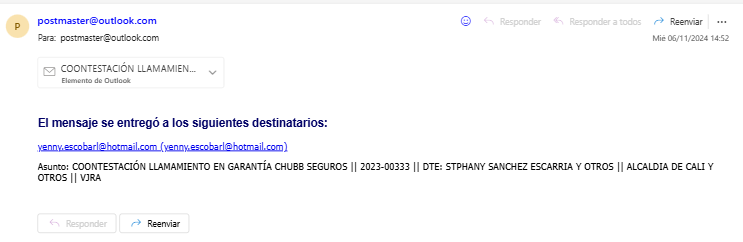 P
postmaster@outlook.com
Responder
Responder a todos
Reenviar
Para: postmaster@outlook.com
Mié 06/11/2024 14:52
COONTESTACIÓN LLAMAMIEN...
Elemento de Outlook
El mensaje se entregó a los siguientes destinatarios:
yenny.escobarl@hotmail.com (yenny.escobarl@hotmail.com)
Asunto: COONTESTACIÓN LLAMAMIENTO EN GARANTÍA CHUBB SEGUROS || 2023-00333 || DTE: STPHANY SANCHEZ ESCARRIA Y OTROS || ALCALDIA DE CALI Y
OTROS || VJRA
Responder
Reenviar